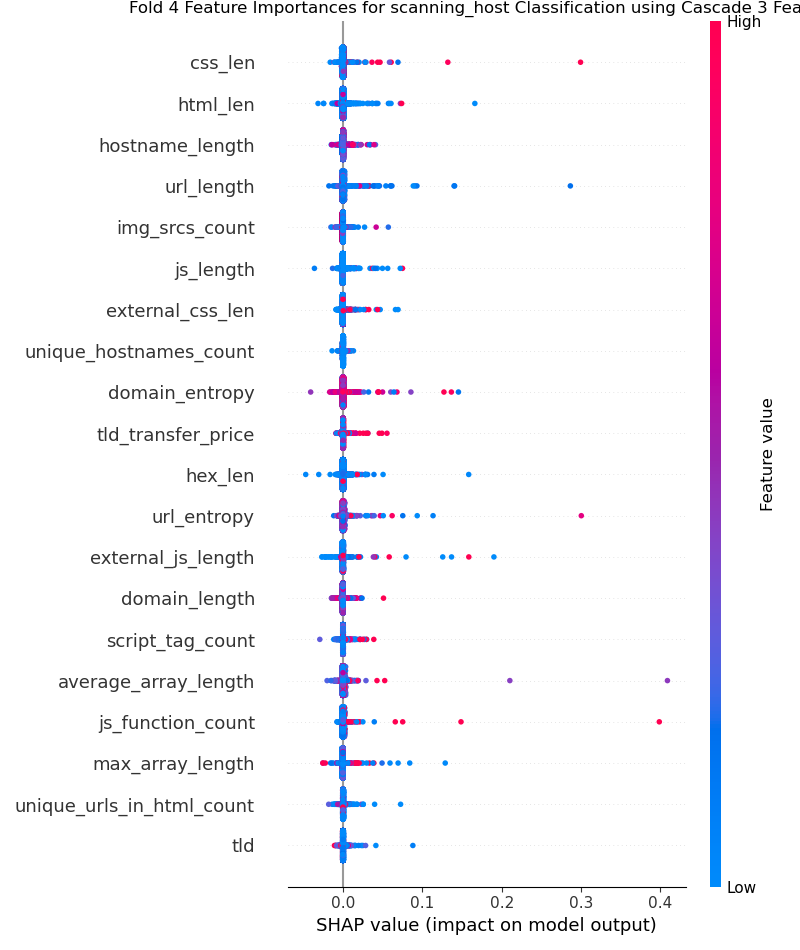 Fold 4 Feature Importances for scanning_host Classification using Cascade 3 Fea
High
css_len
html_len
hostname_length
url_length
img_srcs_count
js_length
external_css_len
unique_hostnames_count
domain_entropy
tld_transfer_price
hex_len
url_entropy
external_js_length
domain_length
script_tag_count
average_array_length
js_function_count
max_array_length
unique_urls_in_html_count
tld
Feature value
Low
0.0 0.1 0.2 0.3 0.4
SHAP value (impact on model output)